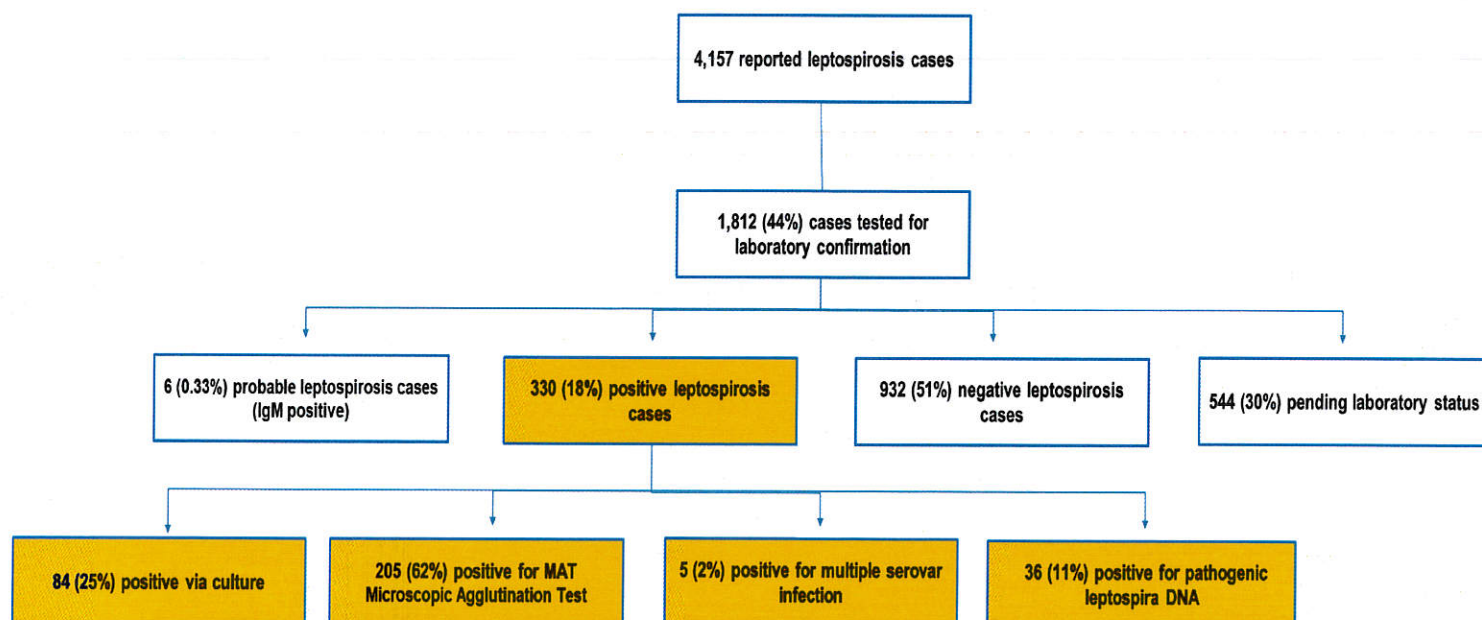 4,157 reported leptospirosis cases
1,812 (44%) cases tested for
laboratory confirmation
6 (0.33%) probable leptospirosis cases
(IgM positive)
330 (18%) positive leptospirosis
cases
932 (51%) negative leptospirosis
cases
544 (30%) pending laboratory status
84 (25%) positive via culture
205 (62%) positive for MAT
Microscopic Agglutination Test
5 (2%) positive for multiple serovar
infection
36 (11%) positive for pathogenic
leptospira DNA